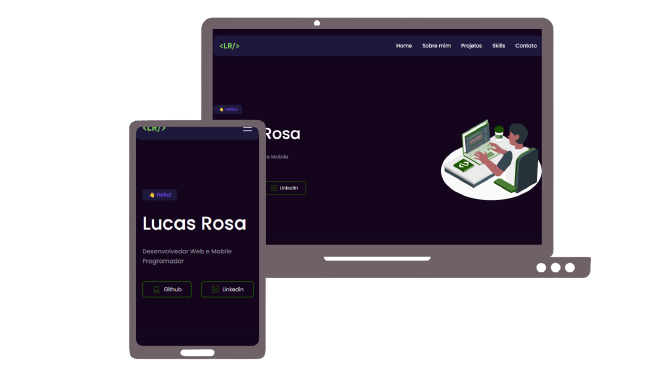 <LR/>
Home Sobre mim Projetos Skills Contato
👋 Hello!
Rosa
e Mobile
Linkedin
<LR/>
👋 Hello!
Lucas Rosa
Desenvolvedor Web e Mobile
Programador
Github Linkedin